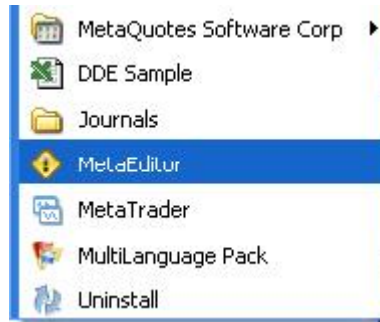 MetaQuotes Software Corp
DDE Sample
Journals
MetaEditor
MetaTrader
MultiLanguage Pack
Uninstall